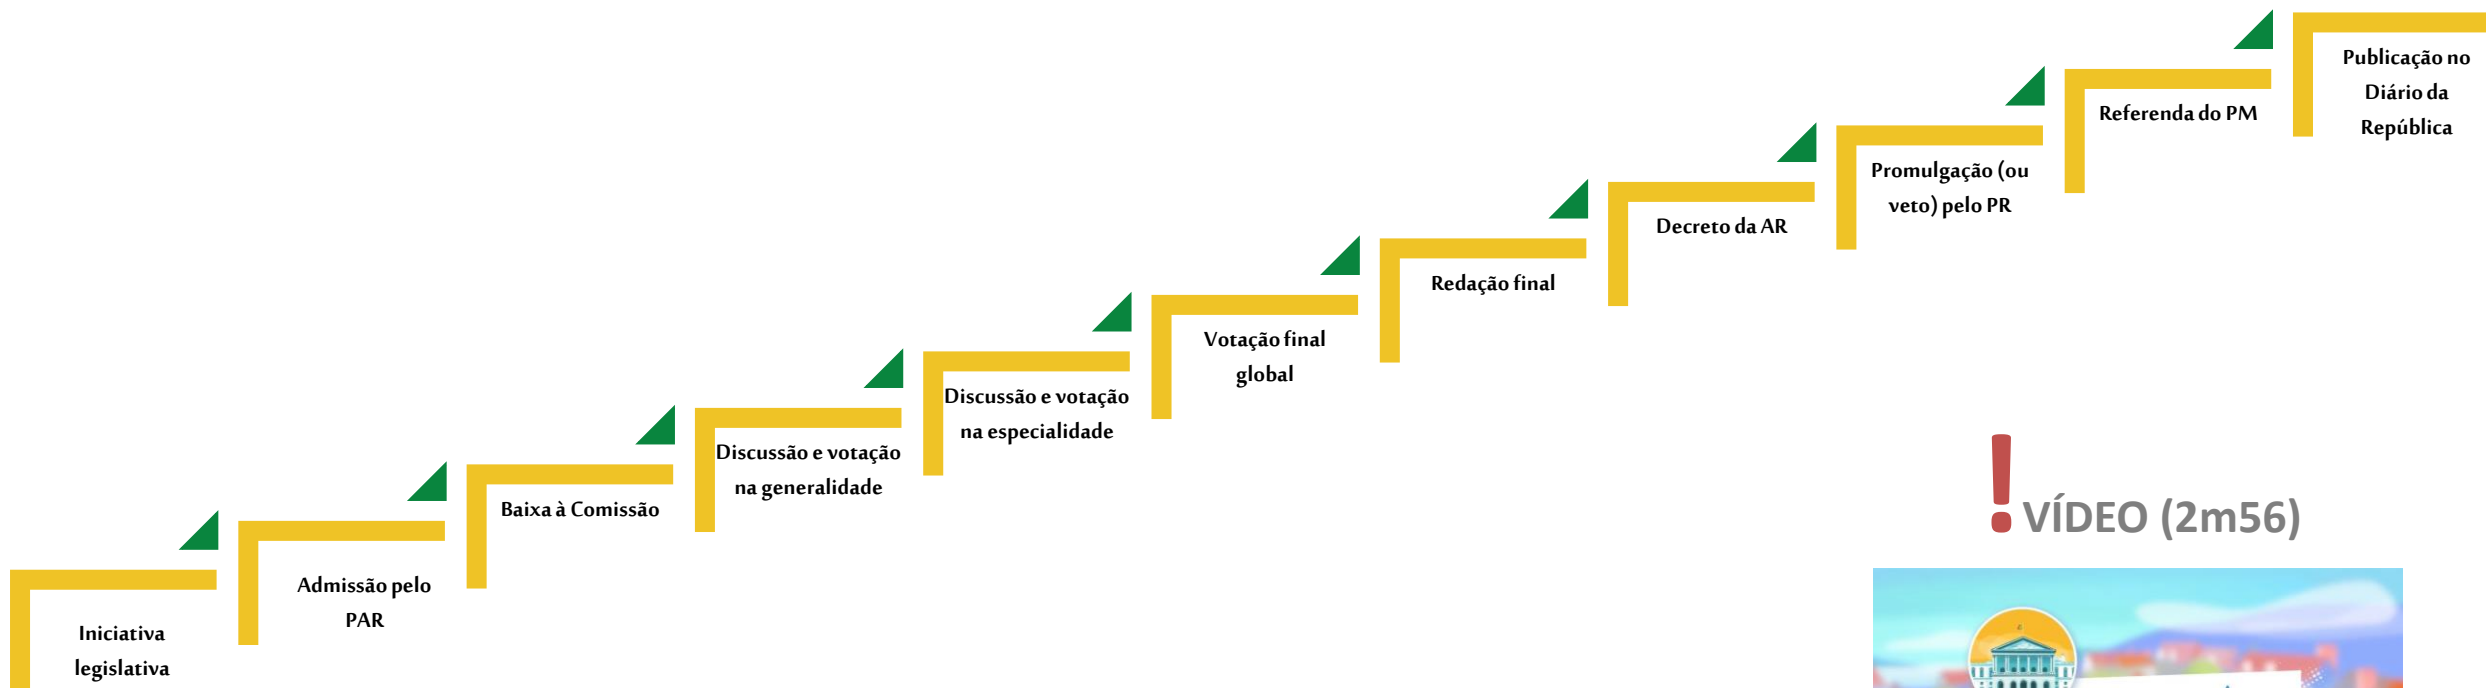 Iniciativa
legislativa
Admissão pelo
PAR
Baixa à Comissão
Discussão e votação
na generalidade
Discussão e votação
na especialidade
Votação final
global
Redação final
Decreto da AR
Promulgação (ou
veto) pelo PR
Referenda do PM
Publicação no
Diário da
República
! VÍDEO (2m56)